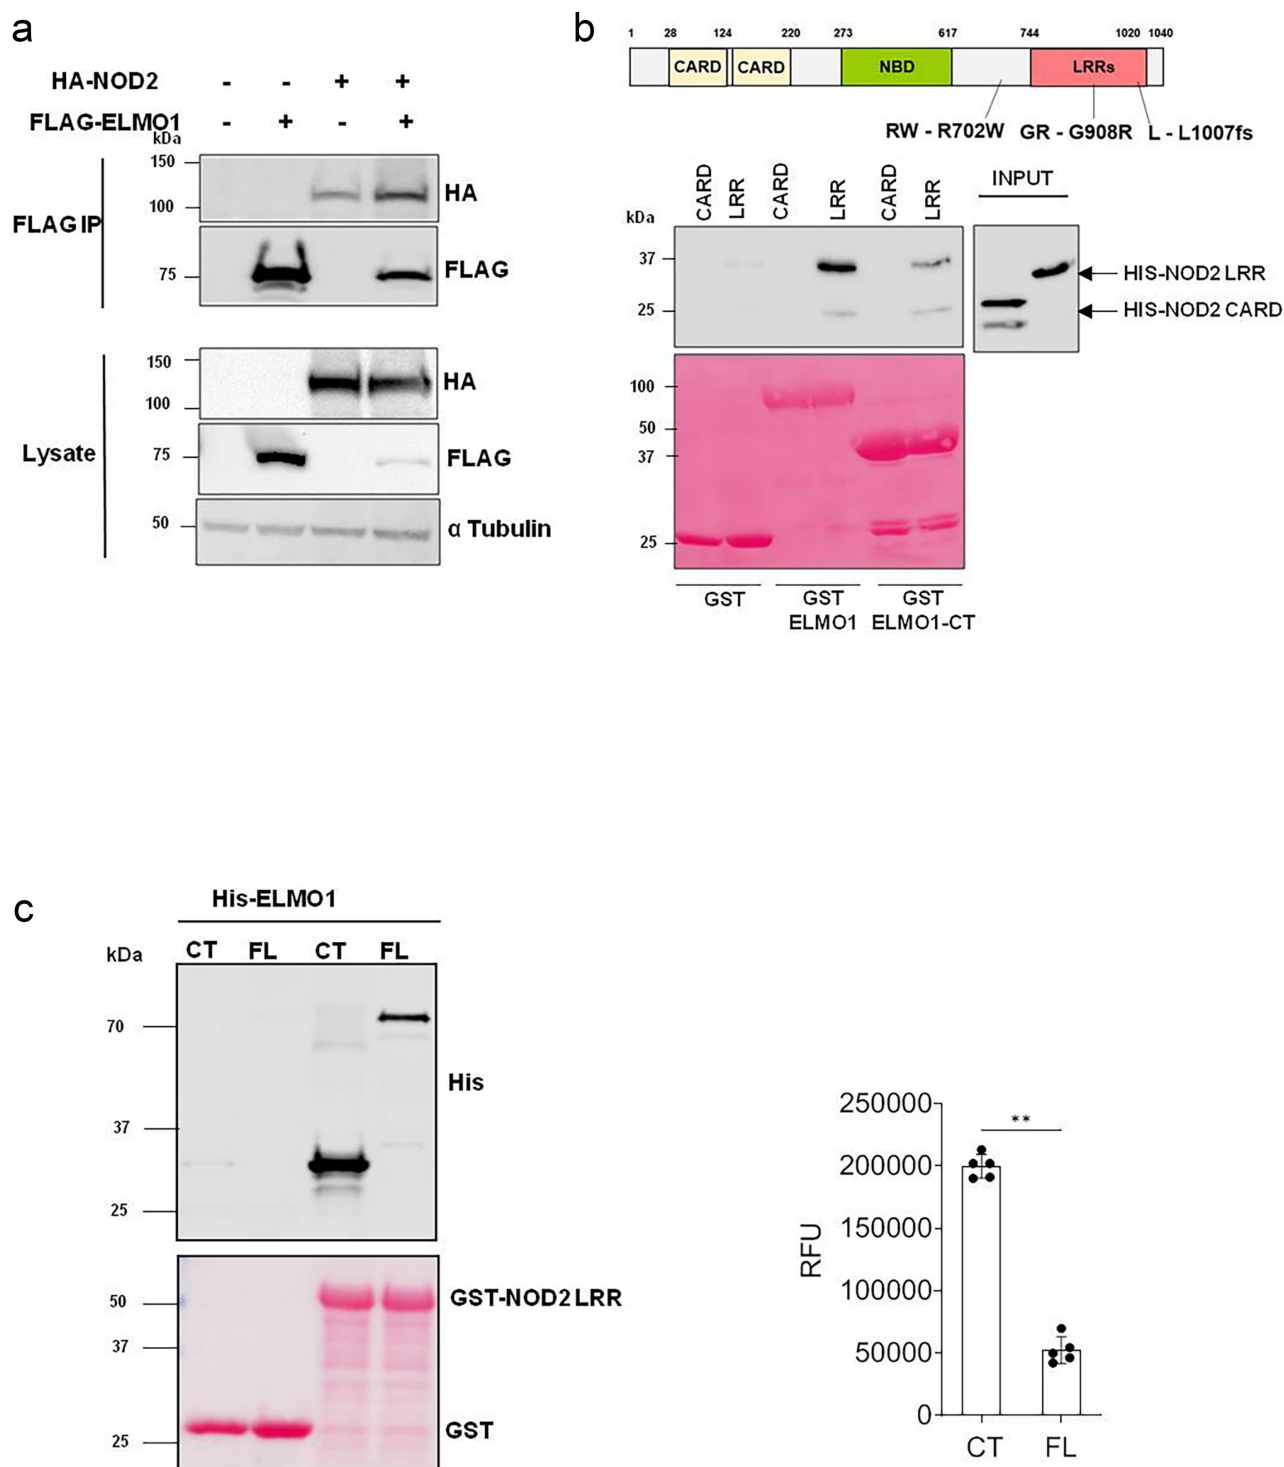 a
HA-NOD2 - - + +
FLAG-ELMO1 - + - +
kDa
150
100
HA
FLAG IP
75
FLAG
150
100
HA
Lysate
75
FLAG
50
α Tubulin
b
1 28 124 220 273 617 744 1020 1040
CARD CARD NBD LRRs
RW - R702W GR - G908R L - L1007fs
CARD LRR CARD LRR CARD LRR INPUT
kDa
37
25
HIS-NOD2 LRR
HIS-NOD2 CARD
100
50
37
25
GST GST GST
ELMO1 ELMO1-CT
c
His-ELMO1
kDa CT FL CT FL
70
37
25
His
50
37
25
GST-NOD2 LRR
GST
250000
200000
150000
100000
50000
0
RFU
**
CT FL